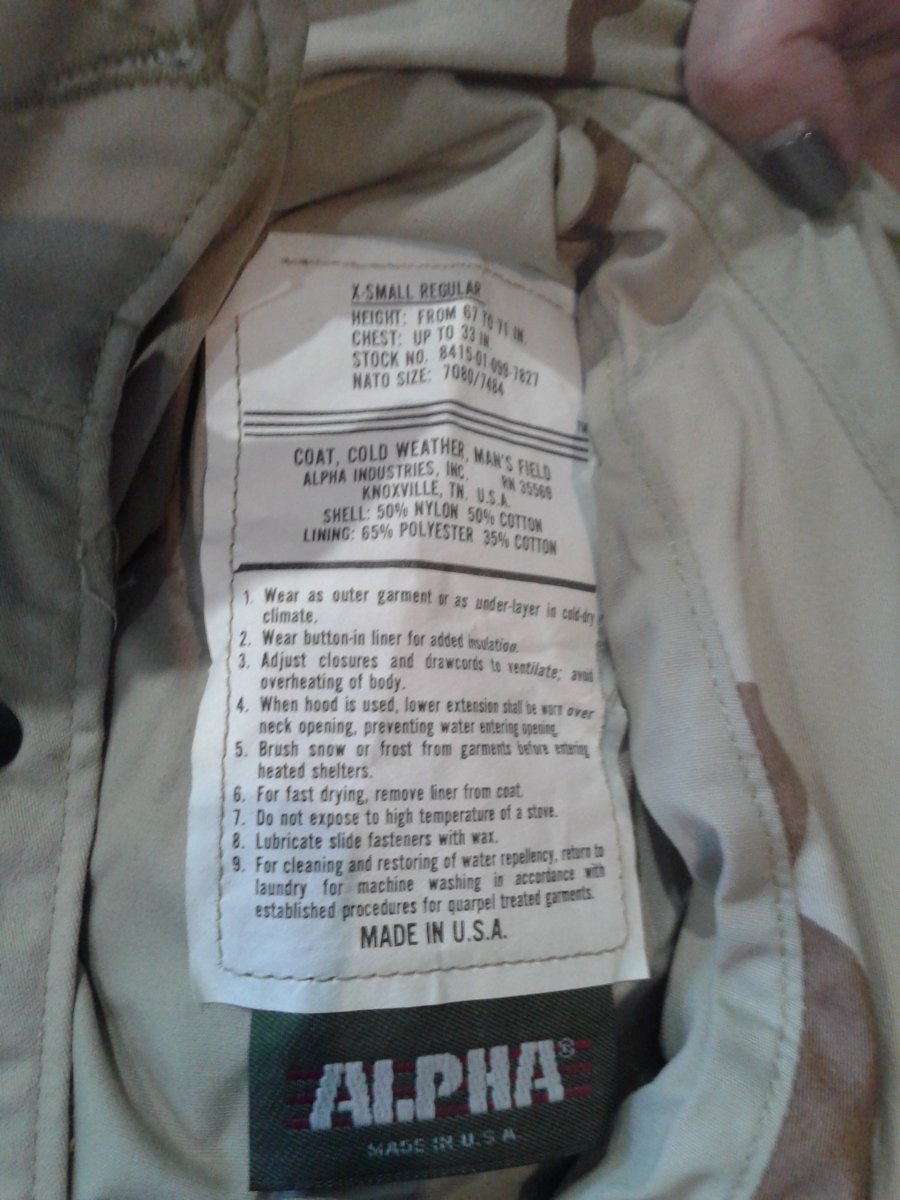 X-SMALL REGULAR
HEIGHT: FROM 67 TO 71 IN.
CHEST: UP TO 33 IN.
STOCK NO. 8415-01-099-7827
NATO SIZE: 7080/7484
TM
COAT, COLD WEATHER, MAN'S FIELD
ALPHA INDUSTRIES, INC. RN 35569
KNOXVILLE, TN, U.S.A.
SHELL: 50% NYLON 50% COTTON
LINING: 65% POLYESTER 35% COTTON
1. Wear as outer garment or as under-layer in cold-dry
climate.
2. Wear button-in liner for added insulation.
3. Adjust closures and drawcords to ventilate; avoid
overheating of body.
4. When hood is used, lower extension shall be worn over
neck opening, preventing water entering opening.
5. Brush snow or frost from garments before entering
heated shelters.
6. For fast drying, remove liner from coat.
7. Do not expose to high temperature of a stove.
8. Lubricate slide fasteners with wax.
9. For cleaning and restoring of water repellency, return to
laundry for machine washing in accordance with
established procedures for quarpel treated garments.
MADE IN U.S.A.
ALPHA®
MADE IN U.S.A.